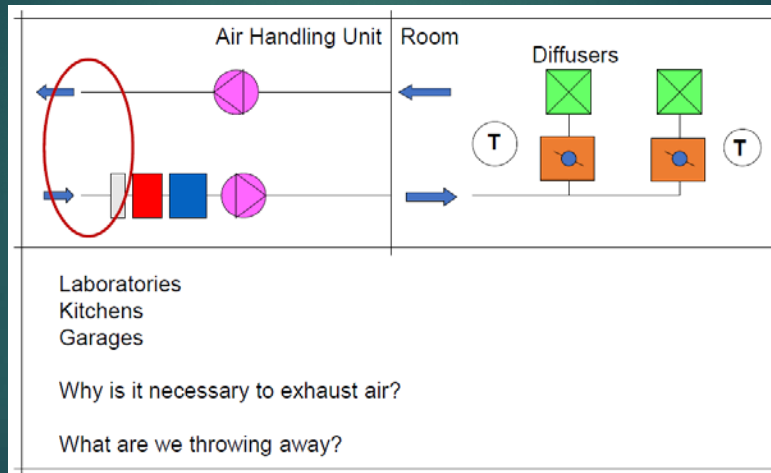 Air Handling Unit
Room
Diffusers
T
T
Laboratories
Kitchens
Garages
Why is it necessary to exhaust air?
What are we throwing away?